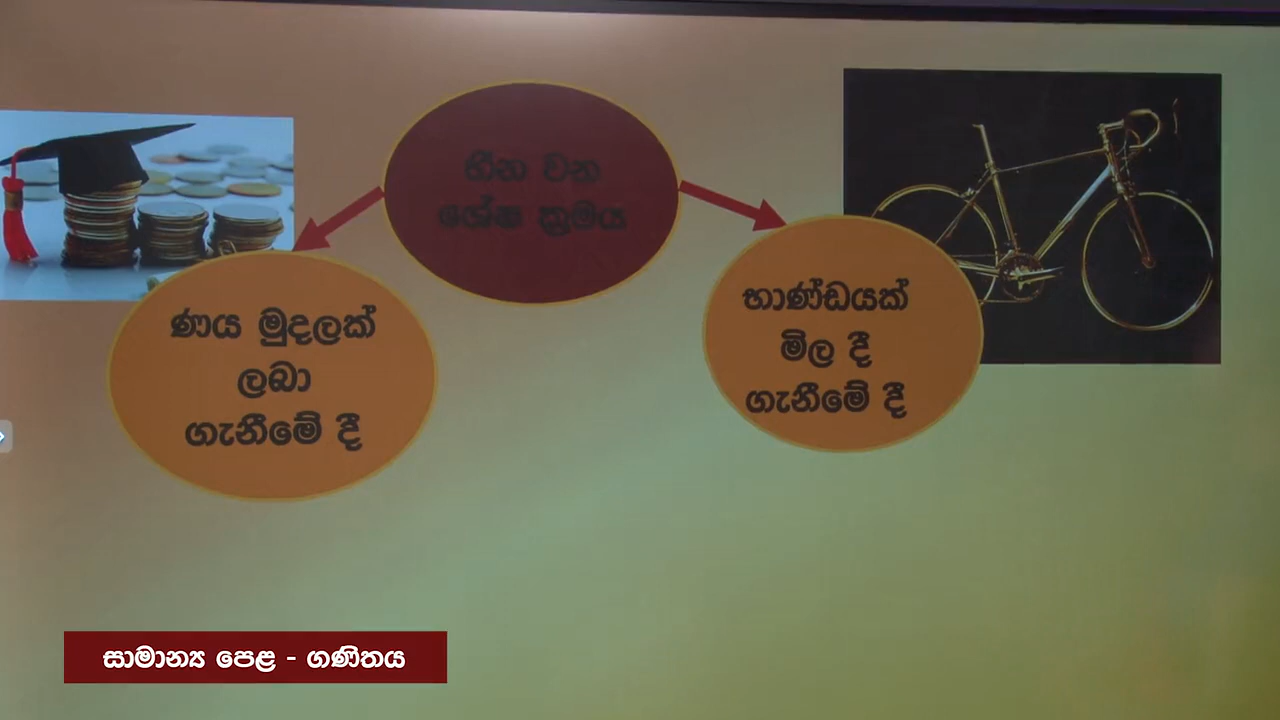 හීන වන
ශේෂ ක්‍රමය
ණය මුදලක්
ලබා
ගැනීමේ දී
භාණ්ඩයක්
මිල දී
ගැනීමේ දී
සාමාන්‍ය පෙළ - ගණිතය